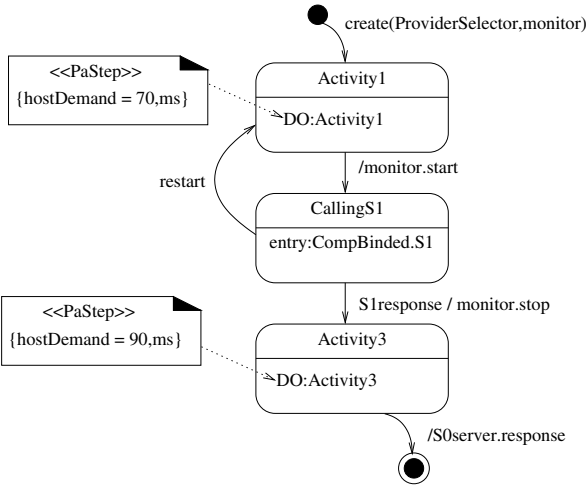 create(ProviderSelector,monitor)
<<PaStep>>
{hostDemand = 70,ms}
Activity1
DO:Activity1
/monitor.start
restart
CallingS1
entry:CompBinded.S1
S1response / monitor.stop
<<PaStep>>
{hostDemand = 90,ms}
Activity3
DO:Activity3
/S0server.response